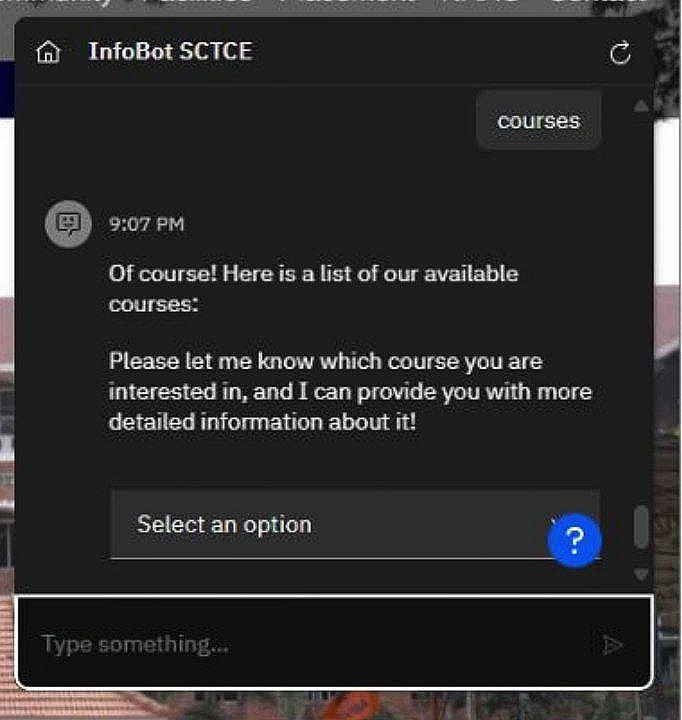 InfoBot SCTCE
courses
9:07 PM
Of course! Here is a list of our available
courses:
Please let me know which course you are
interested in, and I can provide you with more
detailed information about it!
Select an option
?
Type something...